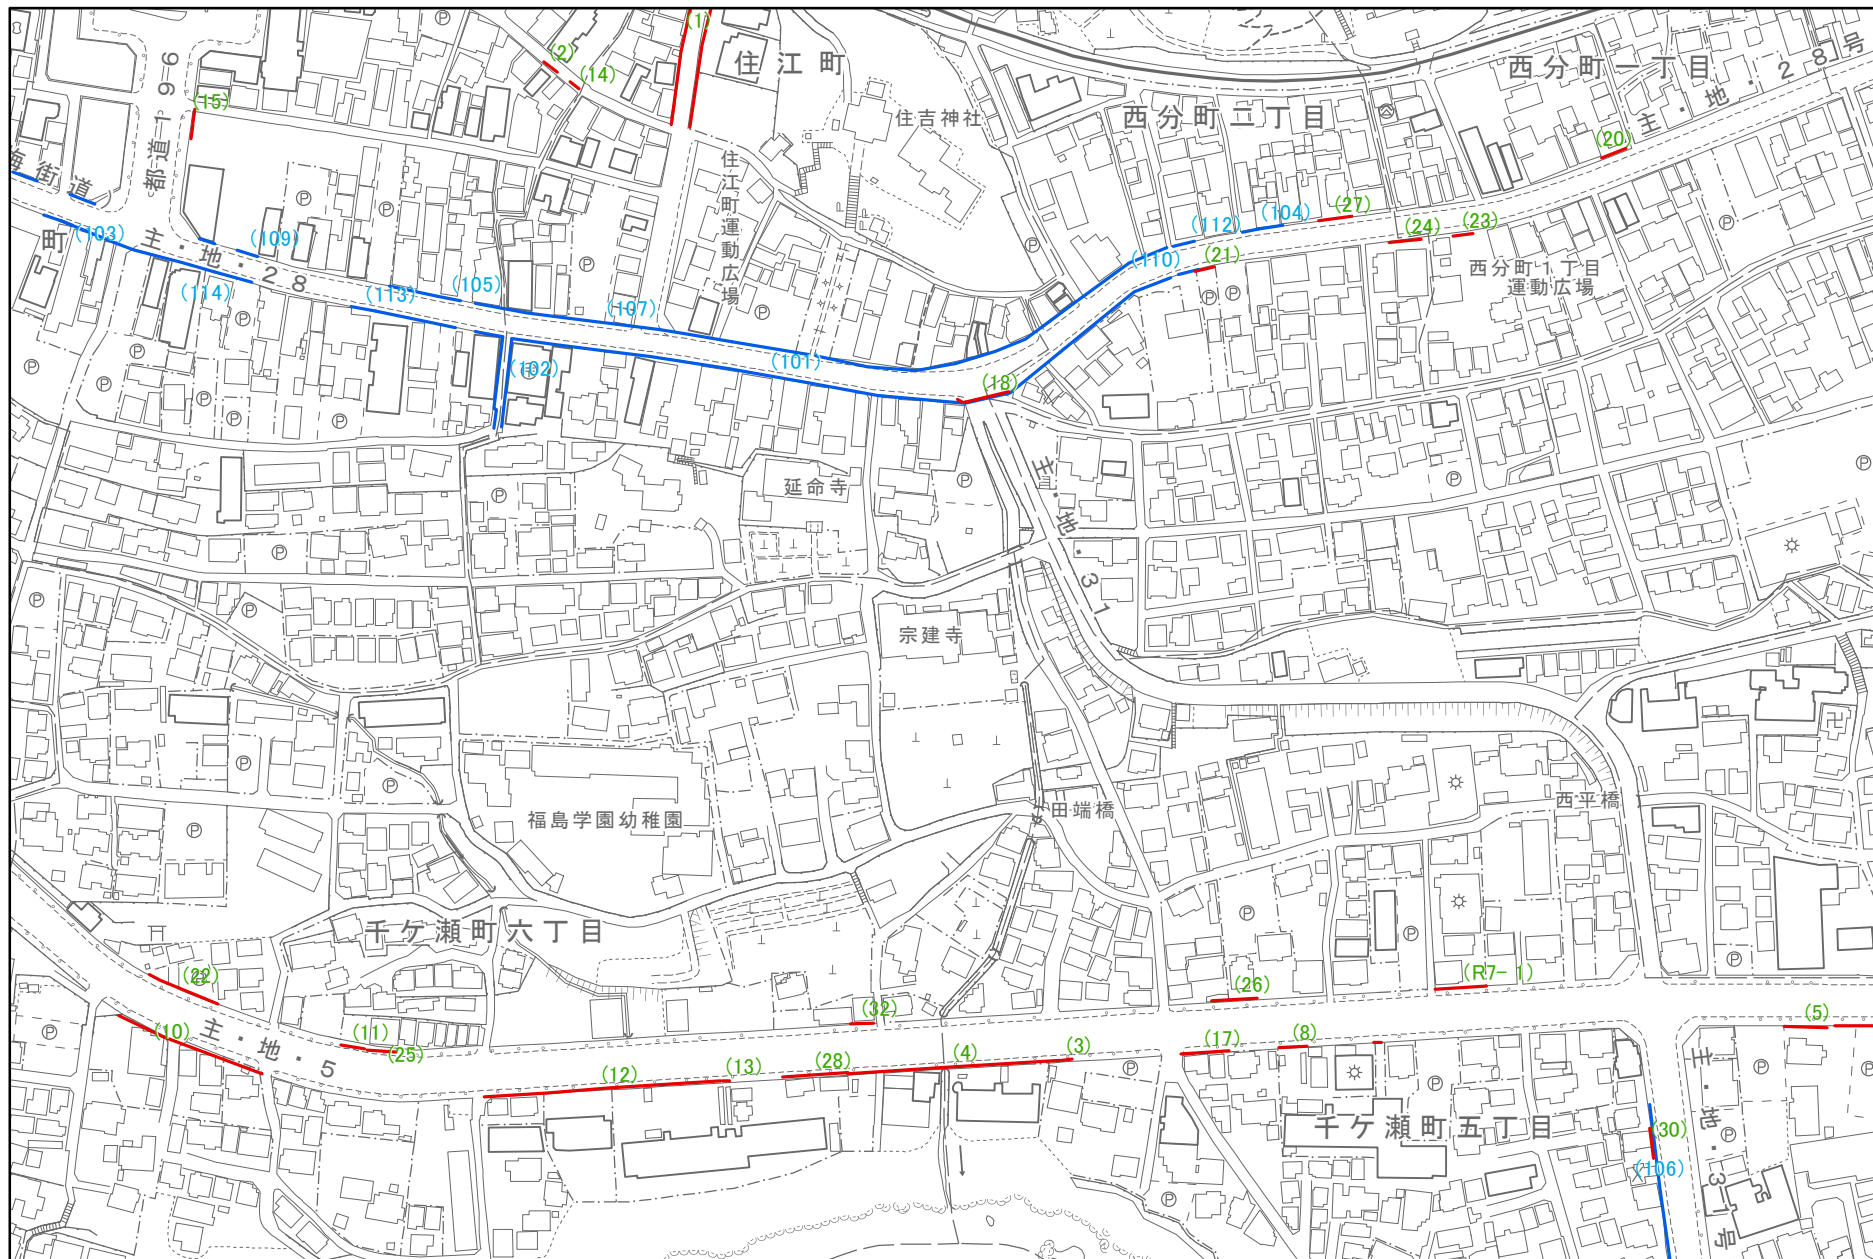 (1)
(2)
(14)
住江町
西分町一丁目
主・地・28号
都道196
(15)
住吉神社
西分町二丁目
(20)
海街道
住江町運動広場
(27)
(112)
(104)
(24)
(23)
町
(103)
主・地・28
(109)
(110)
(21)
西分町1丁目
運動広場
(114)
(113)
(105)
(107)
(102)
(101)
(18)
延命寺
主・地・31
宗建寺
福島学園幼稚園
田端橋
西平橋
千ケ瀬町六丁目
(22)
(26)
(R7-1)
(10)
主・地・5
(11)
(25)
(32)
(5)
(12)
(13)
(28)
(4)
(3)
(17)
(8)
千ケ瀬町五丁目
(30)
(106)
主・地・31号